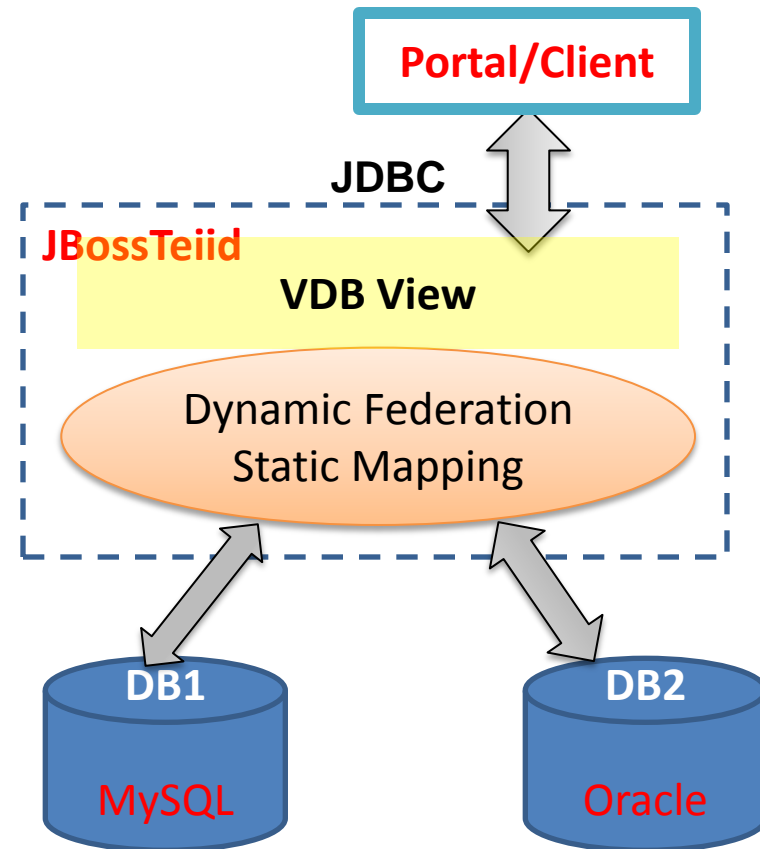 Portal/Client
JDBC
JBossTeiid
VDB View
Dynamic Federation
Static Mapping
DB1
DB2
MySQL
Oracle